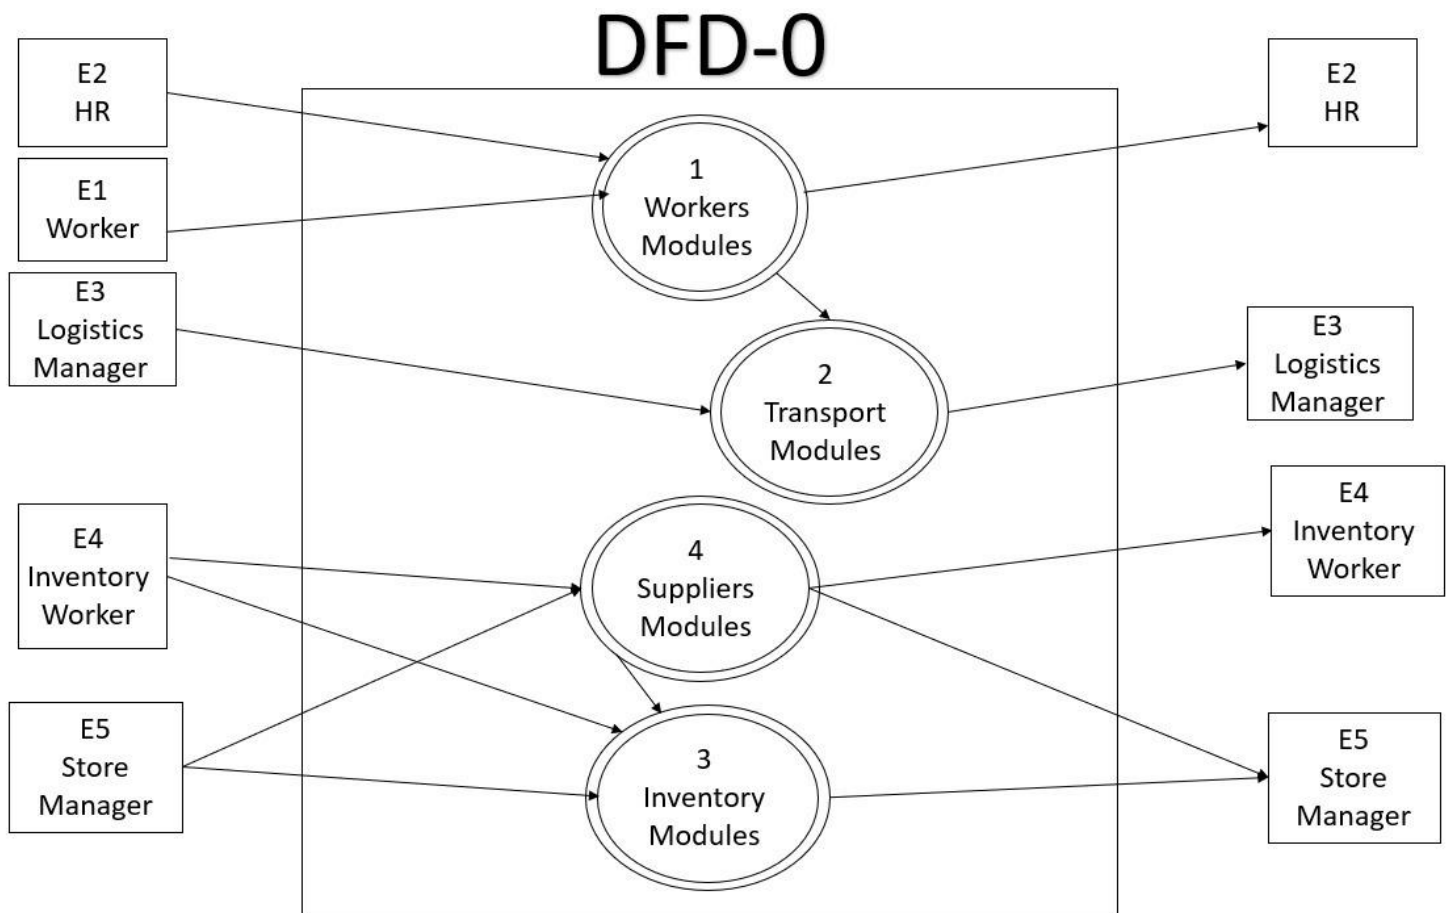 DFD-0
E2
HR
E1
Worker
E3
Logistics
Manager
E4
Inventory
Worker
E5
Store
Manager
1
Workers
Modules
2
Transport
Modules
4
Suppliers
Modules
3
Inventory
Modules
E2
HR
E3
Logistics
Manager
E4
Inventory
Worker
E5
Store
Manager